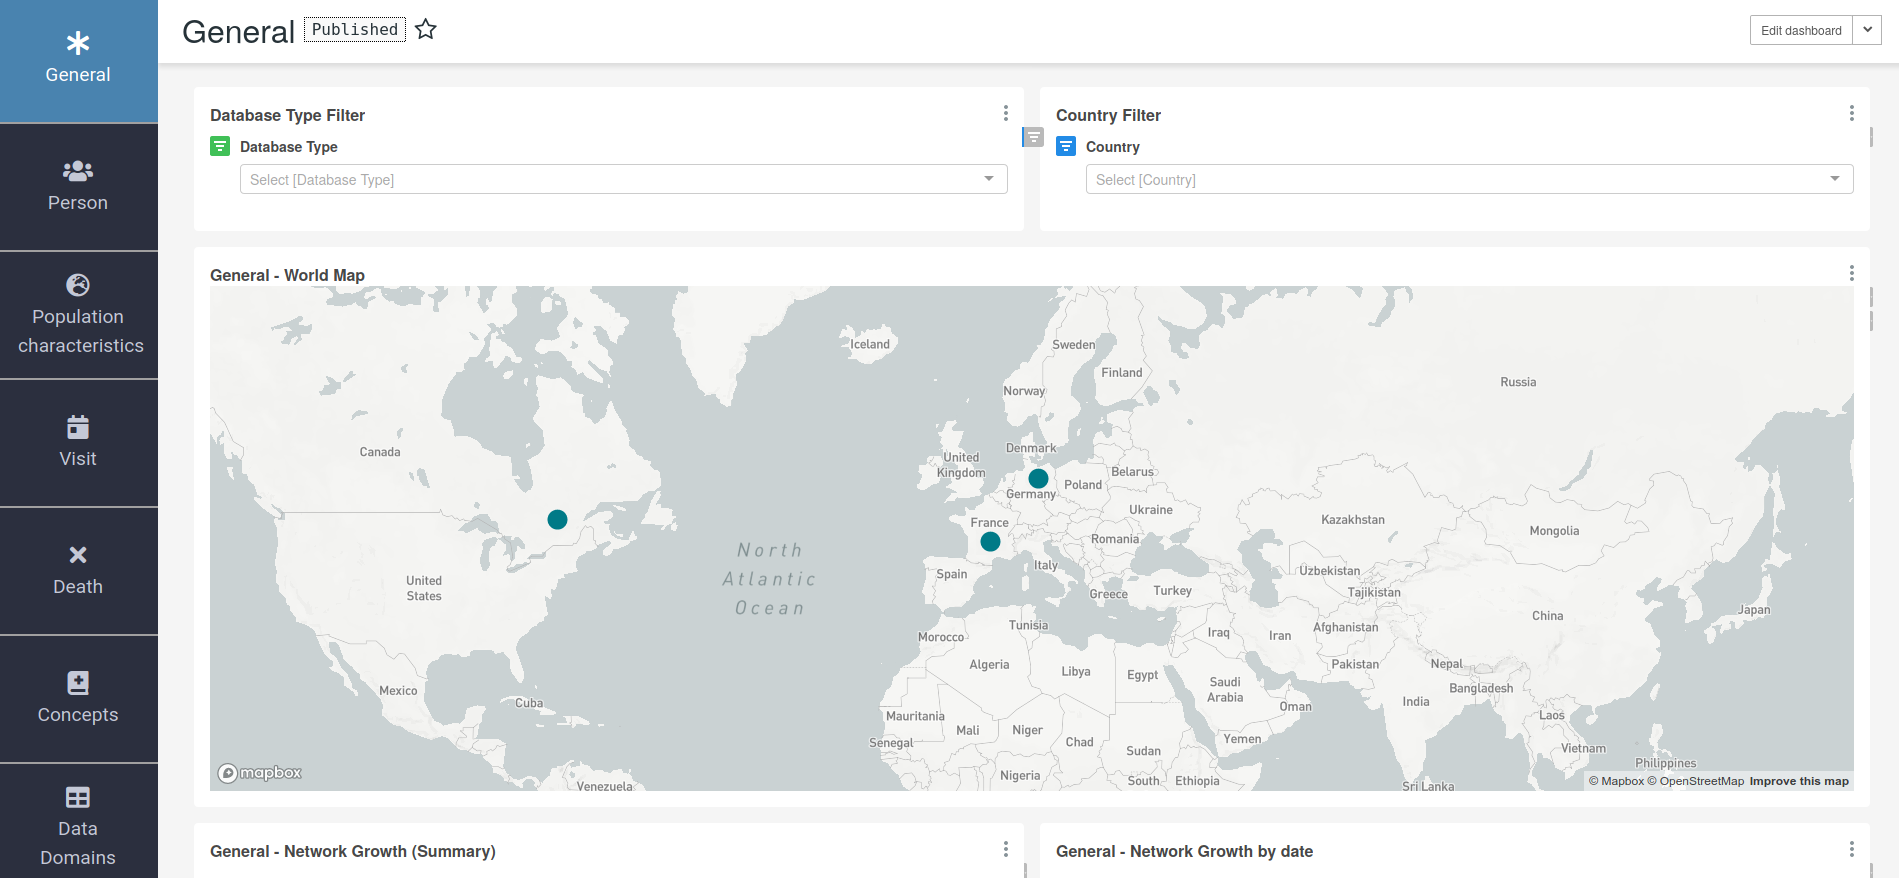 General
Person
Population
characteristics
Visit
Death
Concepts
Data
Domains
General Published
Edit dashboard
Database Type Filter
Database Type
Select [Database Type]
Country Filter
Country
Select [Country]
General - World Map
Iceland
Sweden
Finland
Norway
Russia
Canada
Denmark
United
Kingdom
Belarus
Poland
Germany
Ukraine
France
Kazakhstan
Mongolia
Romania
North
Atlantic
Ocean
Italy
Spain
Uzbekistan
United
States
Greece
Turkey
Tajikistan
Japan
China
Tunisia
Afghanistan
Morocco
Iraq
Iran
Algeria
Libya
Egypt
Pakistan
Nepal
Saudi
Arabia
Bangladesh
Mexico
Cuba
India
Oman
Mauritania
Laos
Mali
Niger
Chad
Senegal
Sudan
Yemen
Vietnam
Philippines
Nigeria
South
Ethiopia
Venezuela
Sri Lanka
mapbox
© Mapbox © OpenStreetMap Improve this map
General - Network Growth (Summary)
General - Network Growth by date